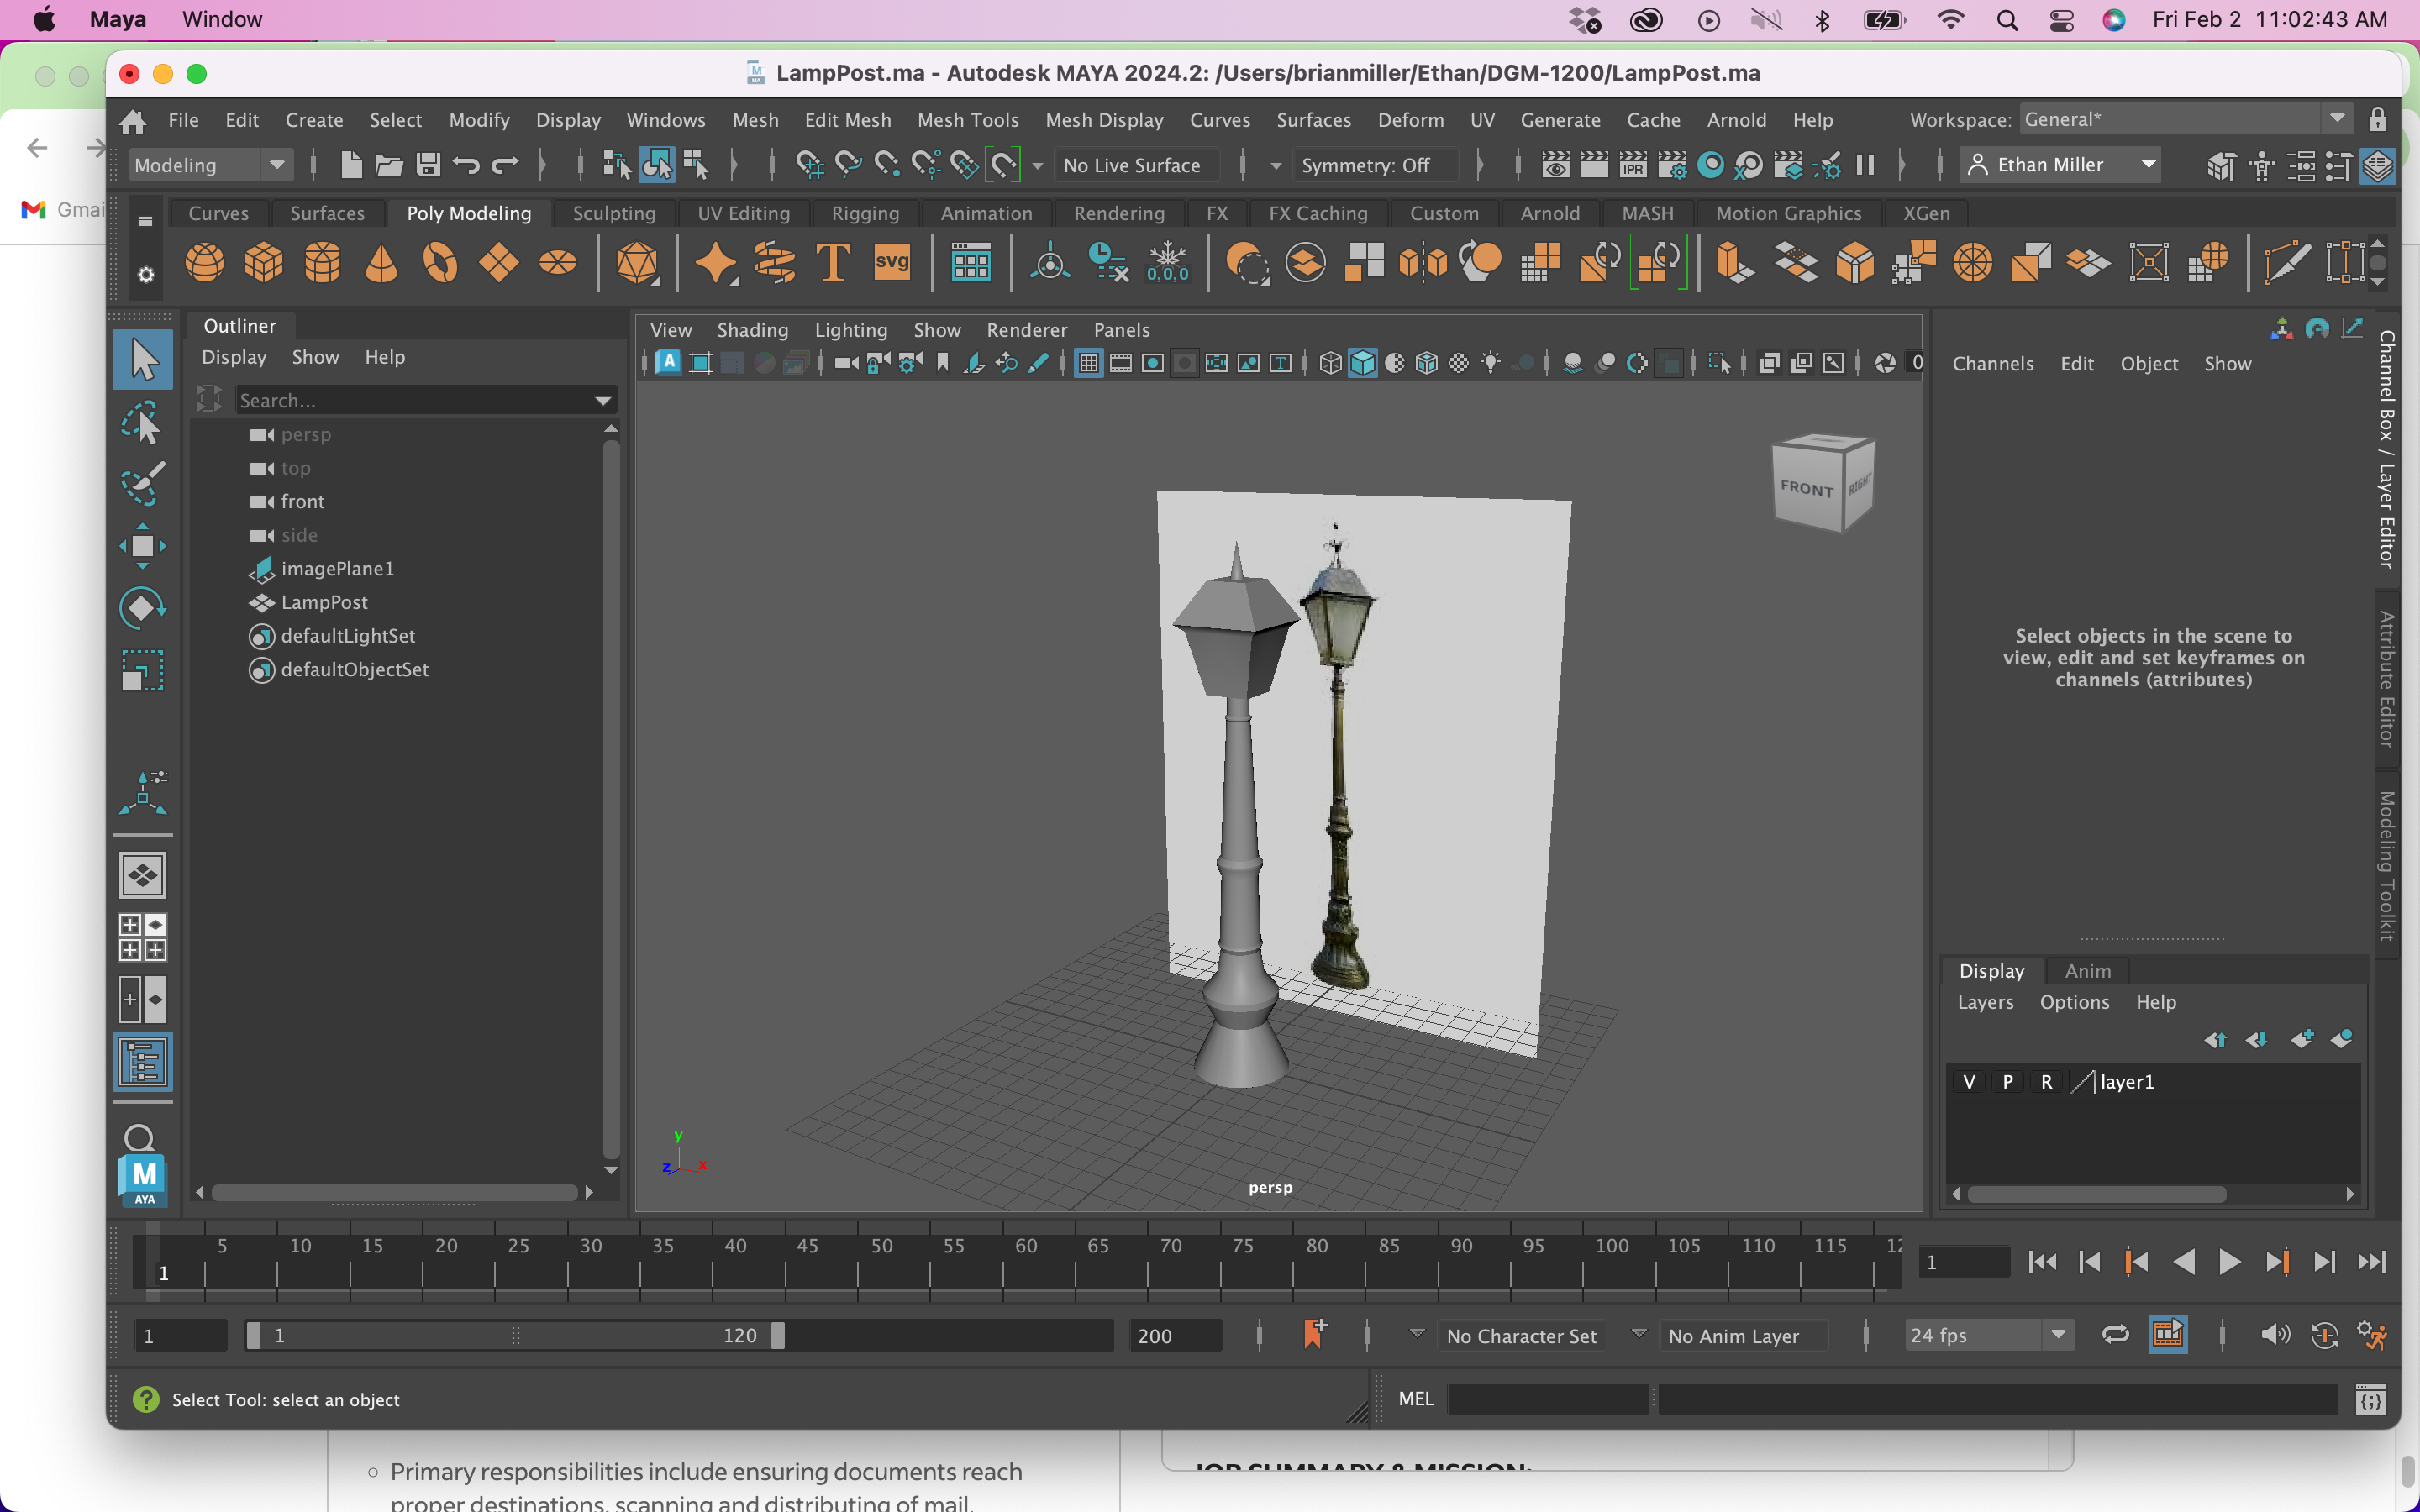 Maya Window Fri Feb 2 11:02:43 AM
LampPost.ma - Autodesk MAYA 2024.2: /Users/brianmiller/Ethan/DGM-1200/LampPost.ma
File Edit Create Select Modify Display Windows Mesh Edit Mesh Mesh Tools Mesh Display Curves Surfaces Deform UV Generate Cache Arnold Help Workspace: General*
Modeling No Live Surface Symmetry: Off IPR Ethan Miller
Gmai
Curves Surfaces Poly Modeling Sculpting UV Editing Rigging Animation Rendering FX FX Caching Custom Arnold MASH Motion Graphics XGen
T svg 0,0,0
Outliner
Display Show Help
Search...
persp
top
front
side
imagePlane1
LampPost
defaultLightSet
defaultObjectSet
View Shading Lighting Show Renderer Panels
A T 0
FRONT RIGHT
y
z x
persp
Channels Edit Object Show
Select objects in the scene to
view, edit and set keyframes on
channels (attributes)
Channel Box / Layer Editor
Attribute Editor
Modeling Toolkit
Display Anim
Layers Options Help
V P R layer1
M
AYA
5 10 15 20 25 30 35 40 45 50 55 60 65 70 75 80 85 90 95 100 105 110 115 12
1 1
1 1 120 200 No Character Set No Anim Layer 24 fps
? Select Tool: select an object MEL
Primary responsibilities include ensuring documents reach
proper destinations, scanning and distributing of mail.
JOB SUMMARY & MISSION: